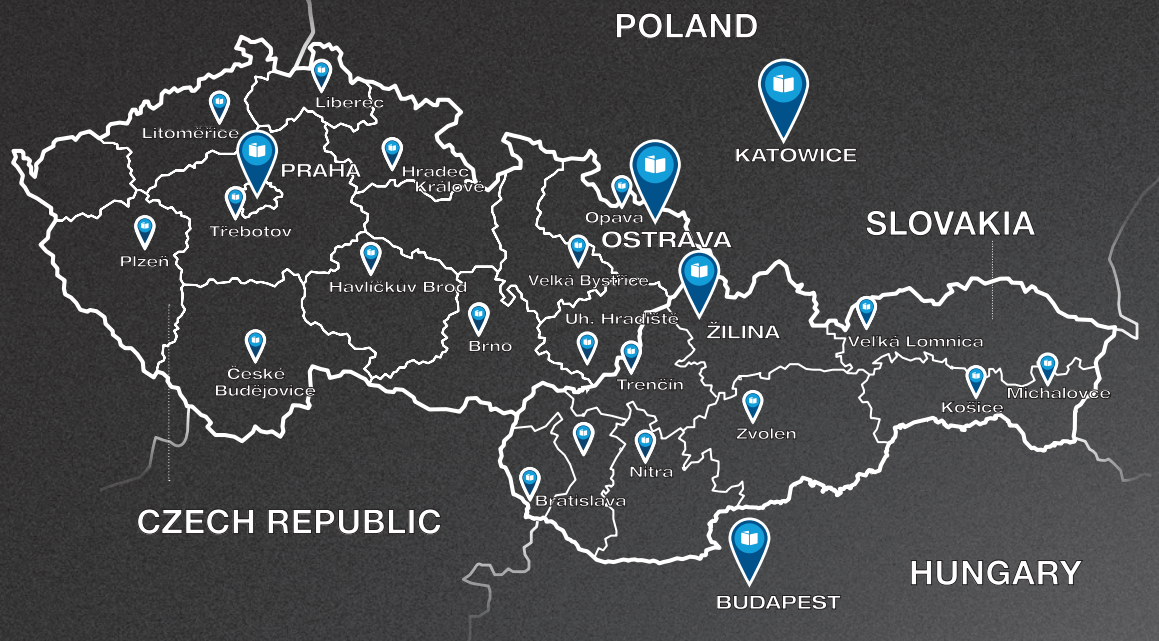 POLAND
Liberec
Litoměřice
KATOWICE
PRAHA
Hradec
Králové
Opava
Třebotov
OSTRAVA
SLOVAKIA
Plzeň
Velká Bystřice
Havlíčkuv Brod
Uh. Hradiště
ŽILINA
Brno
Veľká Lomnica
České
Budějovice
Trenčín
Michalovce
Košice
Zvolen
Nitra
Bratislava
CZECH REPUBLIC
HUNGARY
BUDAPEST